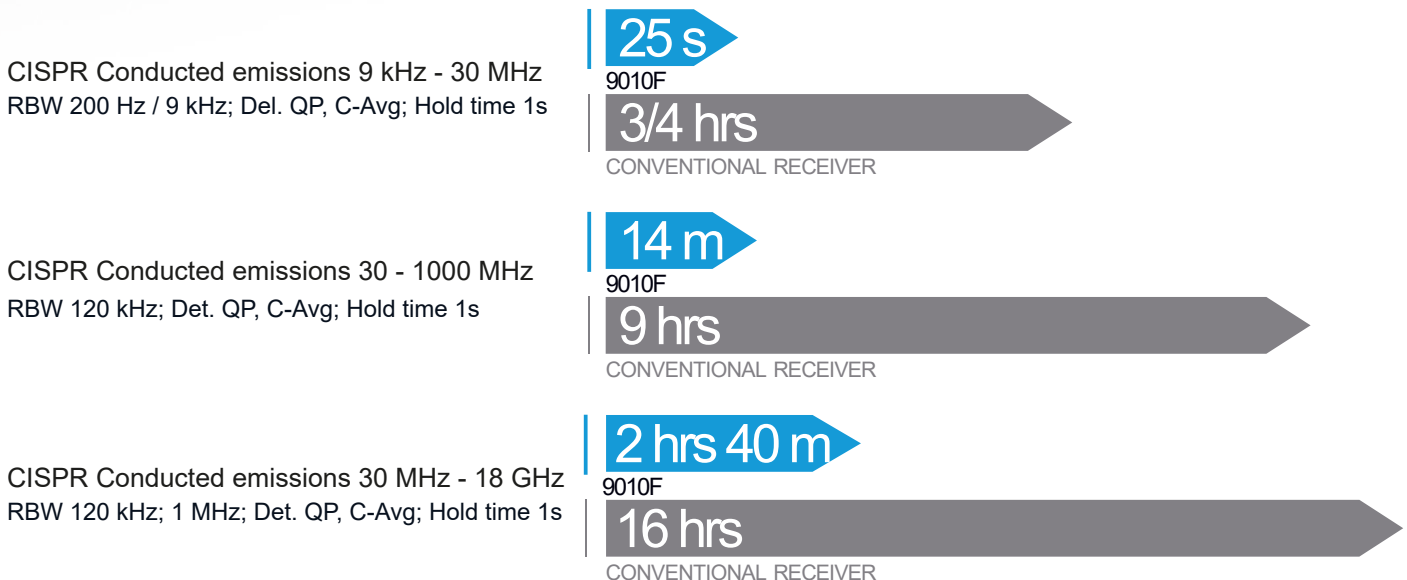 CISPR Conducted emissions 9 kHz - 30 MHz
RBW 200 Hz / 9 kHz; Del. QP, C-Avg; Hold time 1s
25 s
9010F
3/4 hrs
CONVENTIONAL RECEIVER
CISPR Conducted emissions 30 - 1000 MHz
RBW 120 kHz; Det. QP, C-Avg; Hold time 1s
14 m
9010F
9 hrs
CONVENTIONAL RECEIVER
CISPR Conducted emissions 30 MHz - 18 GHz
RBW 120 kHz; 1 MHz; Det. QP, C-Avg; Hold time 1s
2 hrs 40 m
9010F
16 hrs
CONVENTIONAL RECEIVER